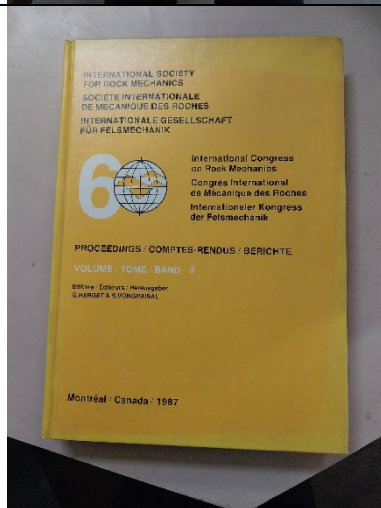 INTERNATIONAL SOCIETY
FOR ROCK MECHANICS
SOCIÉTÉ INTERNATIONALE
DE MÉCANIQUE DES ROCHES
INTERNATIONALE GESELLSCHAFT
FÜR FELSMECHANIK
6
International Congress
on Rock Mechanics
Congrès International
de Mécanique des Roches
Internationaler Kongress
der Felsmechanik
PROCEEDINGS / COMPTES-RENDUS / BERICHTE
VOLUME / TOME / BAND 3
Editors / Editeurs / Herausgeber
G.HERGET & S.VONGPAISAL
Montréal / Canada / 1987